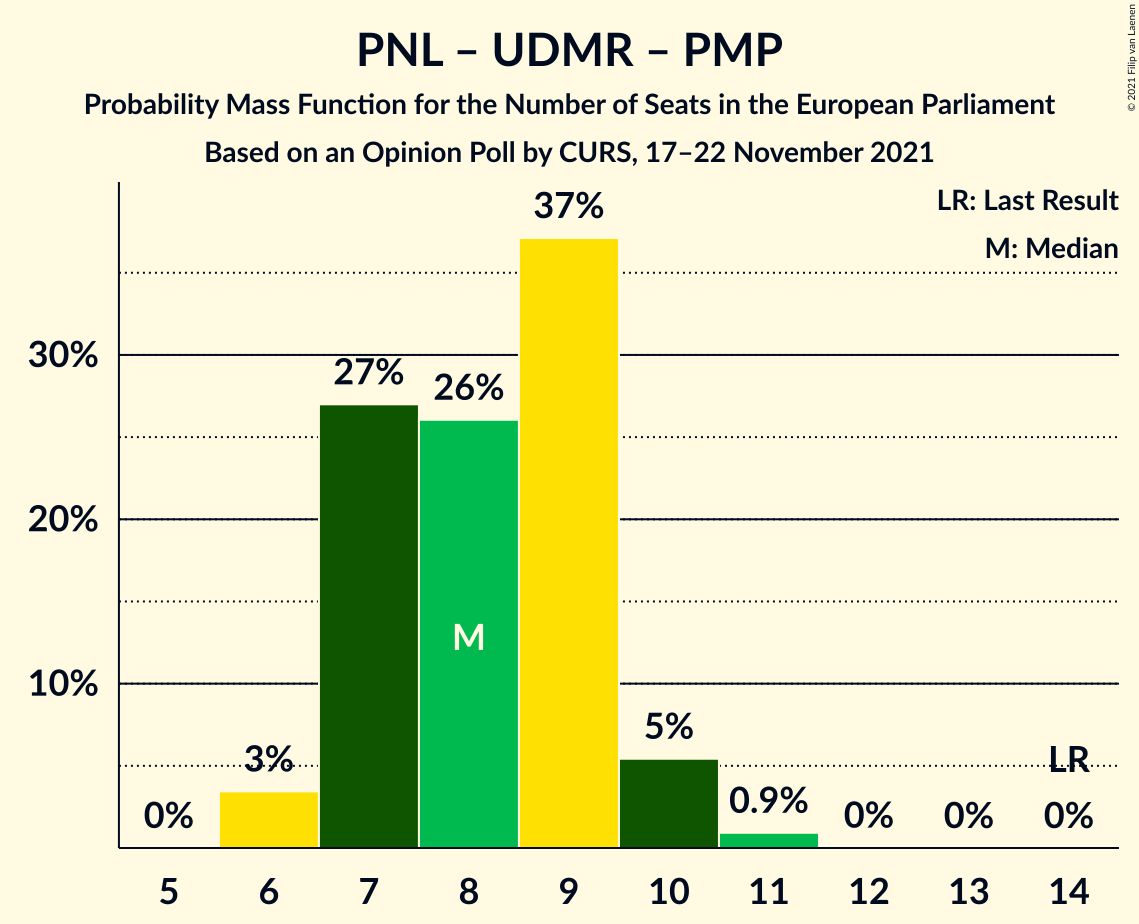 PNL – UDMR – PMP
Probability Mass Function for the Number of Seats in the European Parliament
Based on an Opinion Poll by CURS, 17–22 November 2021
© 2021 Filip van Laenen
LR: Last Result
M: Median
37%
30%
27%
26%
20%
M
10%
5%
3%
LR
0.9%
0%
0%
0%
0%
5 6 7 8 9 10 11 12 13 14